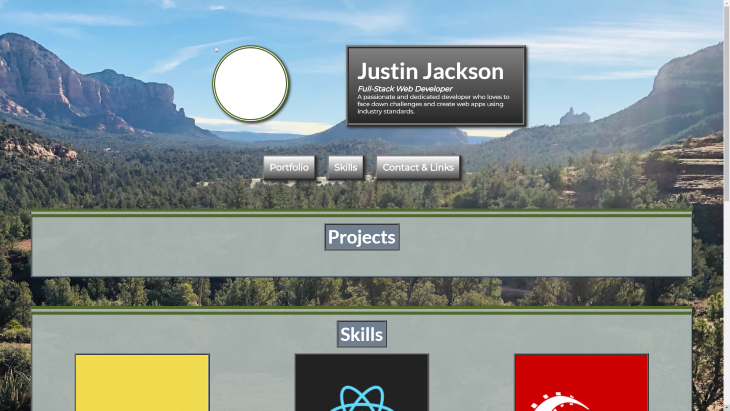 Justin Jackson
Full-Stack Web Developer
A passionate and dedicated developer who loves to
face down challenges and create web apps using
industry standards.
Portfolio
Skills
Contact & Links
Projects
Skills